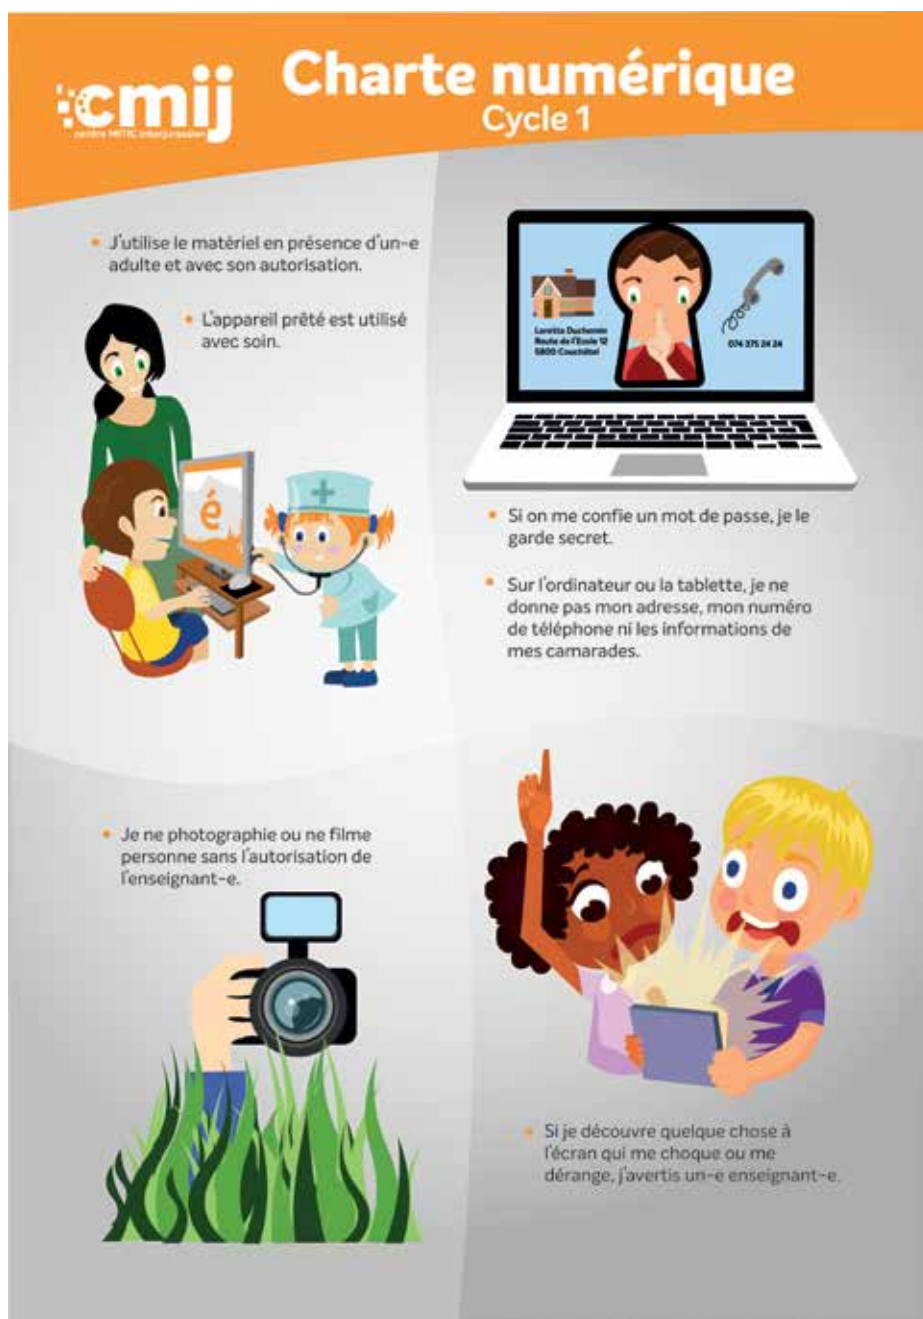 cmij
centre MITIC interjurassien
Charte numérique
Cycle 1
• J'utilise le matériel en présence d'un-e
adulte et avec son autorisation.
• L'appareil prêté est utilisé
avec soin.
é
Loretta Duchemin
Route de l'Ecole 12
5800 Couchâtel
074 375 24 24
• Si on me confie un mot de passe, je le
garde secret.
• Sur l'ordinateur ou la tablette, je ne
donne pas mon adresse, mon numéro
de téléphone ni les informations de
mes camarades.
• Je ne photographie ou ne filme
personne sans l'autorisation de
l'enseignant-e.
• Si je découvre quelque chose à
l'écran qui me choque ou me
dérange, j'avertis un-e enseignant-e.